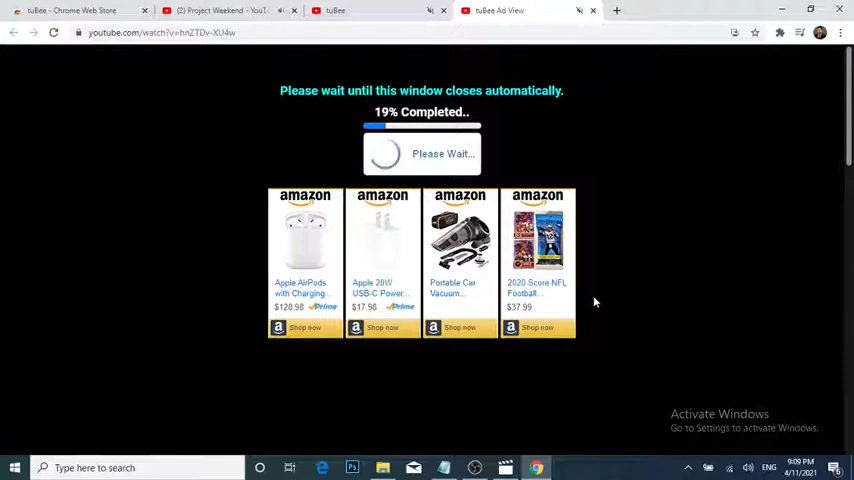 tuBee - Chrome Web Store
(2) Project Weekend - YouT
tuBee
tuBee Ad View
youtube.com/watch?v=hnZTDv-XU4w
Please wait until this window closes automatically.
19% Completed..
Please Wait...
amazon amazon amazon amazon
Apple AirPods with Charging...
$128.98 Prime
Shop now
Apple 20W USB-C Power...
$17.98 Prime
Shop now
Portable Car Vacuum...
Shop now
2020 Score NFL Football...
$37.99
Shop now
Activate Windows
Go to Settings to activate Windows.
Type here to search
Ps
ENG
9:09 PM
4/11/2021